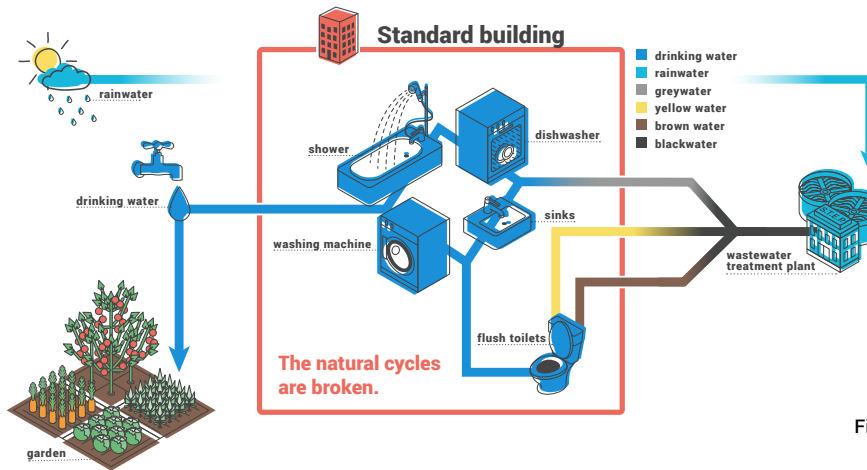 Standard building
drinking water
rainwater
greywater
yellow water
brown water
blackwater
rainwater
shower
dishwasher
drinking water
washing machine
sinks
wastewater
treatment plant
flush toilets
The natural cycles
are broken.
garden
Fi